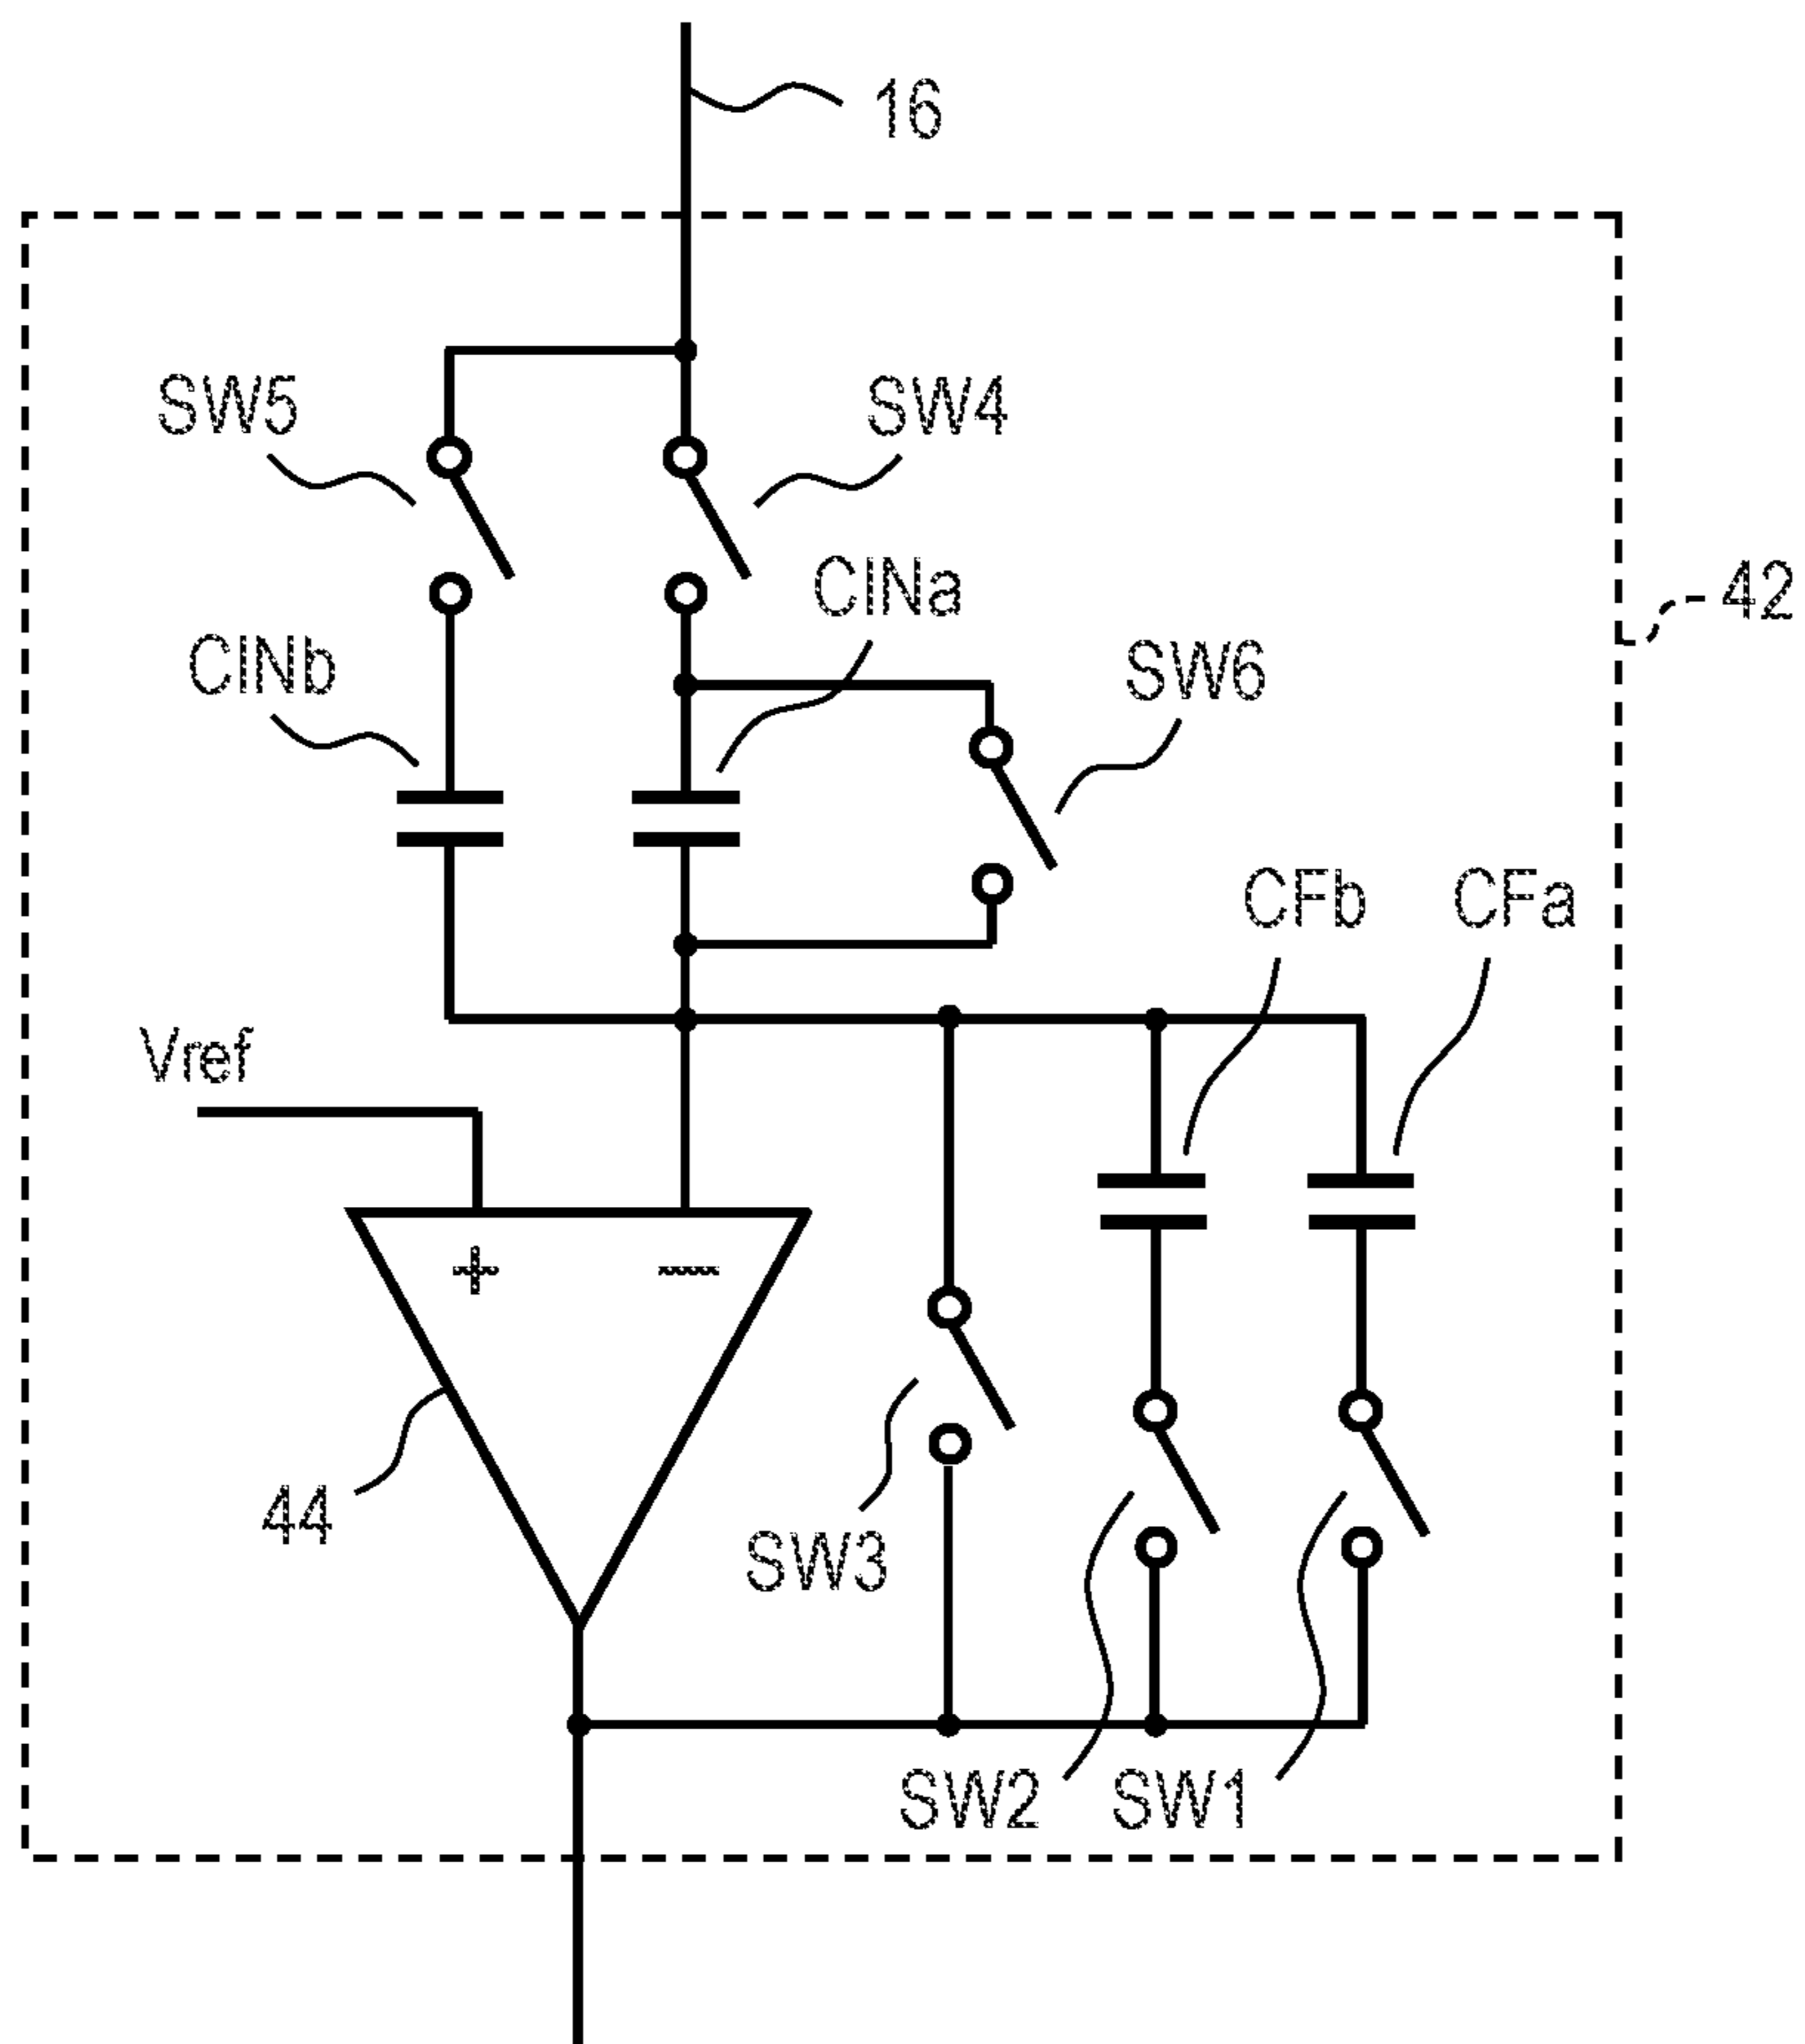 16
SW5
SW4
CINa
42
CINb
SW6
CFb
CFa
Vref
+
−
44
SW3
SW2
SW1